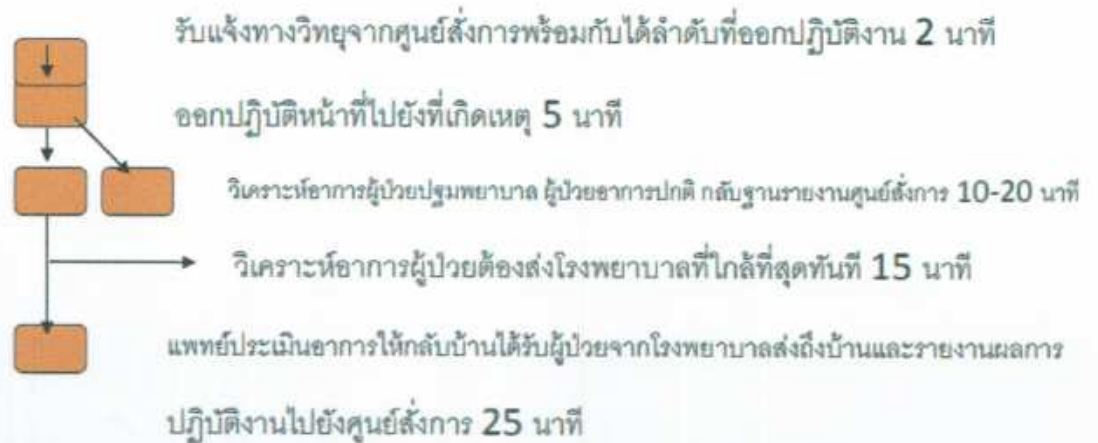 รับแจ้งทางวิทยุจากศูนย์สั่งการพร้อมกับได้ลำดับที่ออกปฏิบัติงาน 2 นาที
ออกปฏิบัติหน้าที่ไปยังที่เกิดเหตุ 5 นาที
วิเคราะห์อาการผู้ป่วยปฐมพยาบาล ผู้ป่วยอาการปกติ กลับฐานรายงานศูนย์สั่งการ 10-20 นาที
วิเคราะห์อาการผู้ป่วยต้องส่งโรงพยาบาลที่ใกล้ที่สุดทันที 15 นาที
แพทย์ประเมินอาการให้กลับบ้านได้รับผู้ป่วยจากโรงพยาบาลส่งถึงบ้านและรายงานผลการ
ปฏิบัติงานไปยังศูนย์สั่งการ 25 นาที